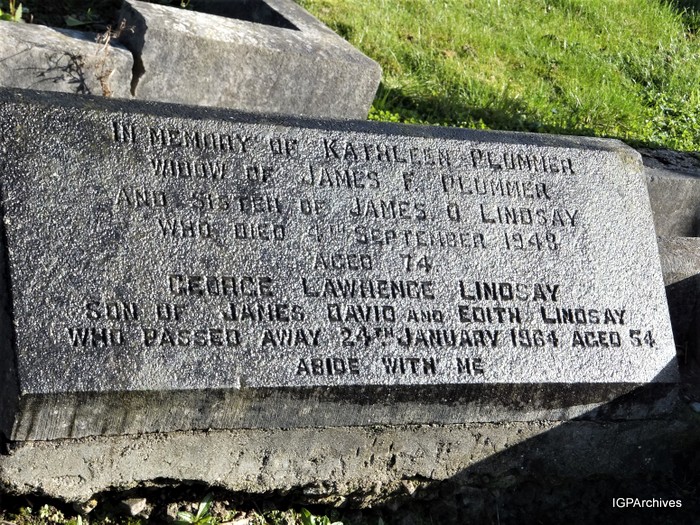 IN MEMORY OF KATHLEEN PLUMMER
WIDOW OF JAMES F. PLUMMER
AND SISTER OF JAMES D. LINDSAY
WHO DIED 4TH SEPTEMBER 1948,
AGED 74.
GEORGE LAWRENCE LINDSAY
SON OF JAMES DAVID AND EDITH LINDSAY
WHO PASSED AWAY 24TH JANUARY 1964 AGED 54.
ABIDE WITH ME
IGPArchives